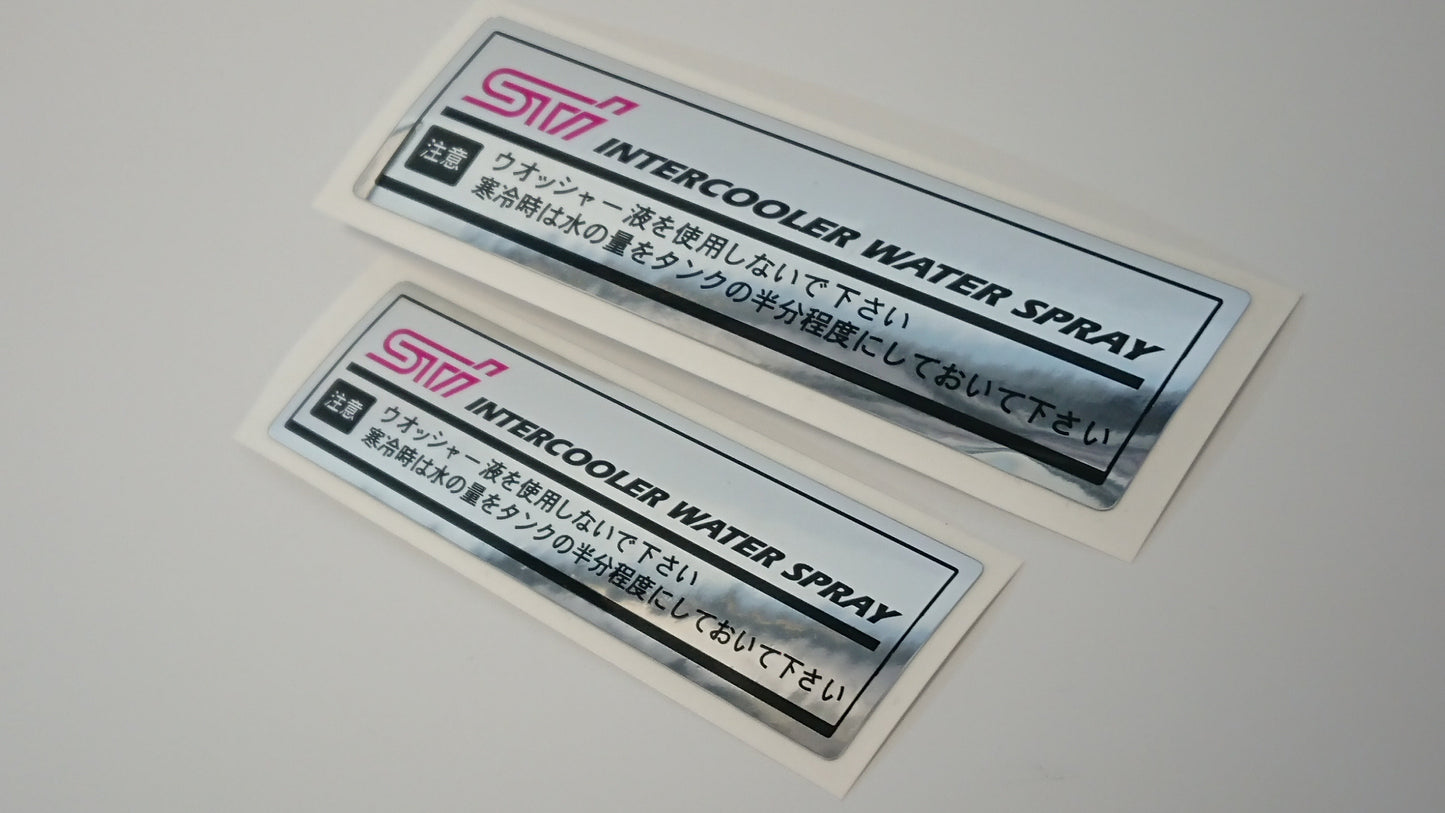 STi INTERCOOLER WATER SPRAY
注意
ウオッシャー液を使用しないで下さい
寒冷時は水の量をタンクの半分程度にしておいて下さい
STi INTERCOOLER WATER SPRAY
注意
ウオッシャー液を使用しないで下さい
寒冷時は水の量をタンクの半分程度にしておいて下さい